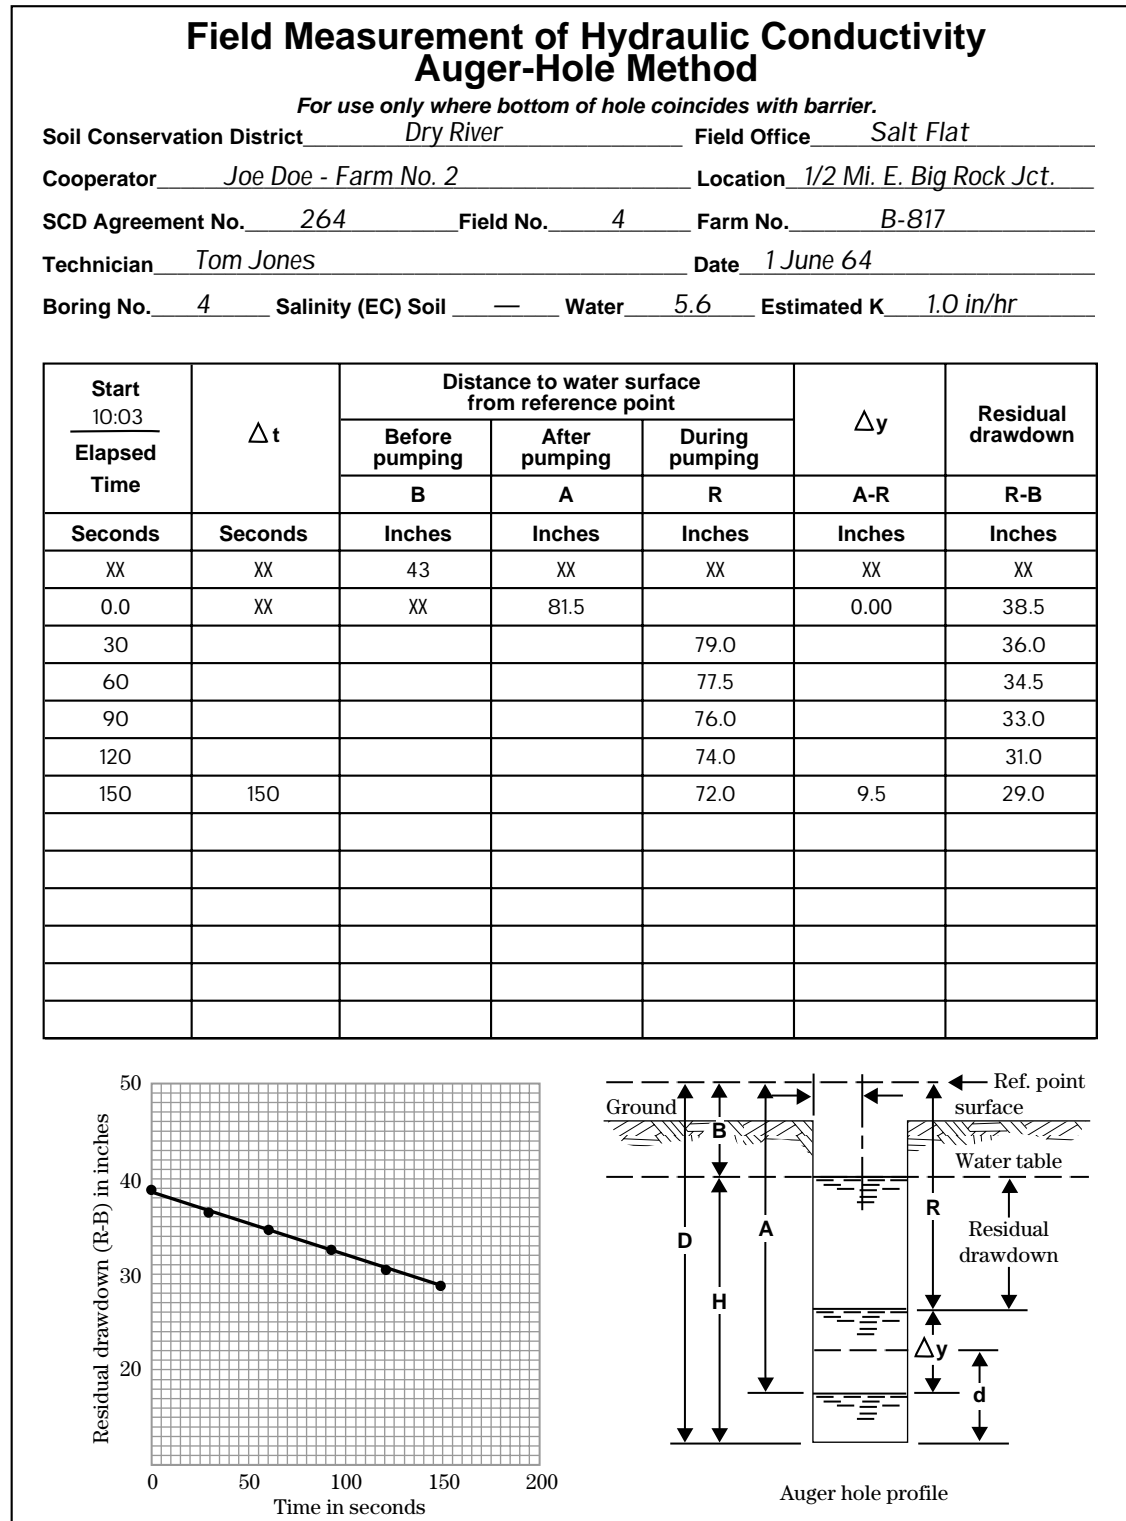 Field Measurement of Hydraulic Conductivity
Auger-Hole Method
For use only where bottom of hole coincides with barrier.
Soil Conservation District Dry River Field Office Salt Flat
Cooperator Joe Doe - Farm No. 2 Location 1/2 Mi. E. Big Rock Jct.
SCD Agreement No. 264 Field No. 4 Farm No. B-817
Technician Tom Jones Date 1 June 64
Boring No. 4 Salinity (EC) Soil — Water 5.6 Estimated K 1.0 in/hr
Start
10:03
Elapsed
Time
Δt
Distance to water surface
from reference point
Before
pumping
After
pumping
During
pumping
Δy
Residual
drawdown
B A R A-R R-B
Seconds Seconds Inches Inches Inches Inches Inches
XX XX 43 XX XX XX XX
0.0 XX XX 81.5 0.00 38.5
30 79.0 36.0
60 77.5 34.5
90 76.0 33.0
120 74.0 31.0
150 150 72.0 9.5 29.0
Residual drawdown (R-B) in inches
50
40
30
20
0 50 100 150 200
Time in seconds
Ref. point
Ground surface
B
Water table
R
A
D
Residual
drawdown
H
Δy
d
Auger hole profile